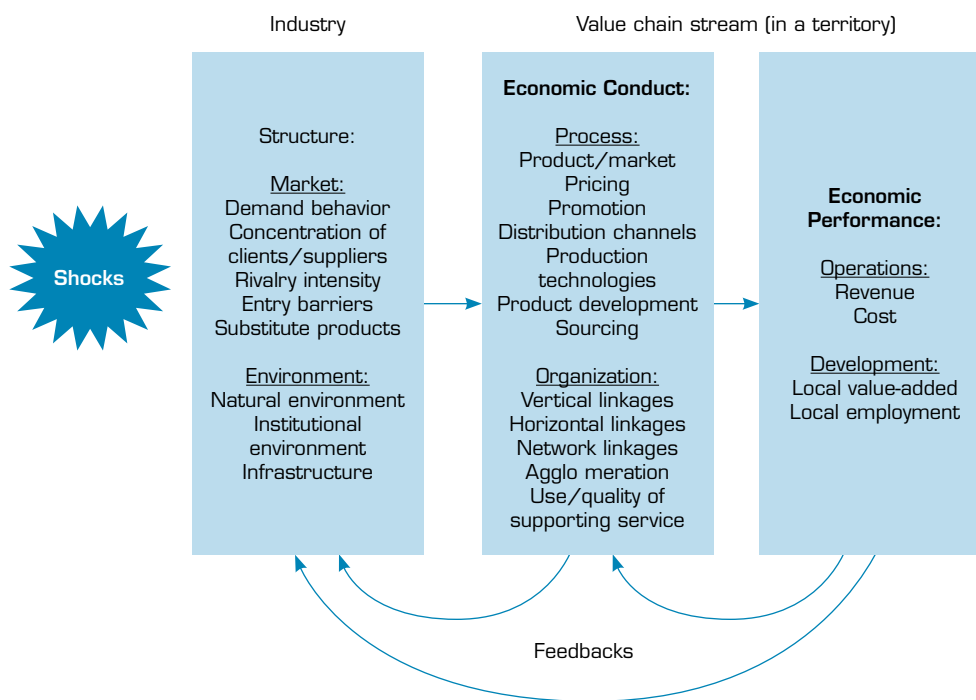 Industry
Value chain stream (in a territory)
Shocks
Structure:
Market:
Demand behavior
Concentration of
clients/suppliers
Rivalry intensity
Entry barriers
Substitute products
Environment:
Natural environment
Institutional
environment
Infrastructure
Economic Conduct:
Process:
Product/market
Pricing
Promotion
Distribution channels
Production
technologies
Product development
Sourcing
Organization:
Vertical linkages
Horizontal linkages
Network linkages
Agglo meration
Use/quality of
supporting service
Economic
Performance:
Operations:
Revenue
Cost
Development:
Local value-added
Local employment
Feedbacks